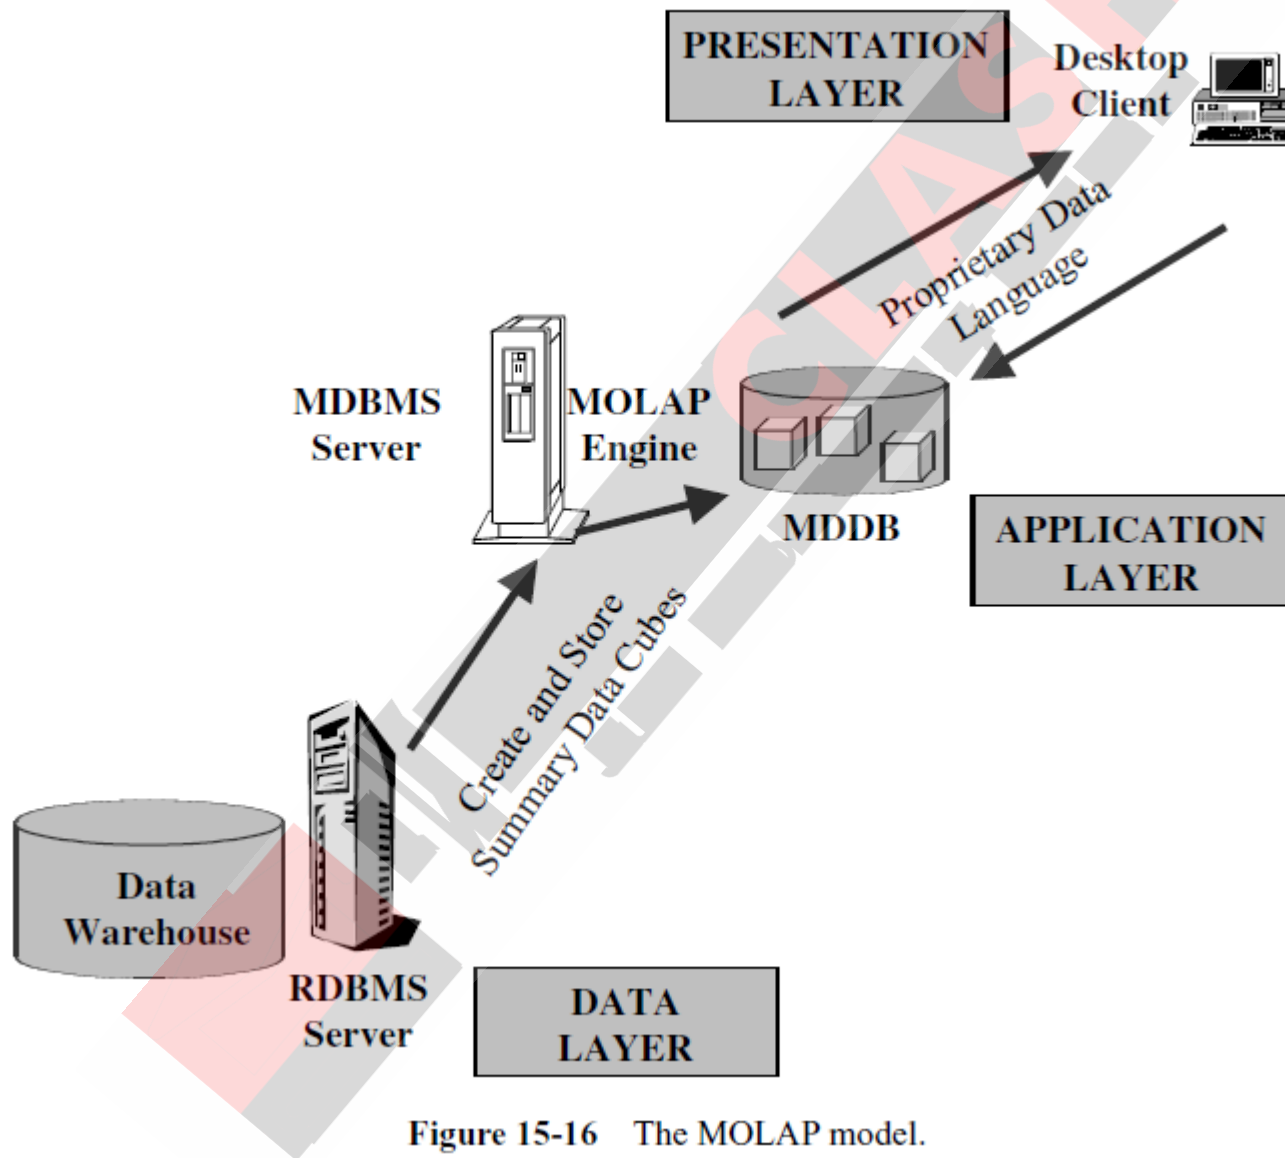 PRESENTATION
LAYER
Desktop
Client
Proprietary Data
Language
MDBMS
Server
MOLAP
Engine
MDDB
APPLICATION
LAYER
Create and Store
Summary Data Cubes
Data
Warehouse
RDBMS
Server
DATA
LAYER
Figure 15-16 The MOLAP model.